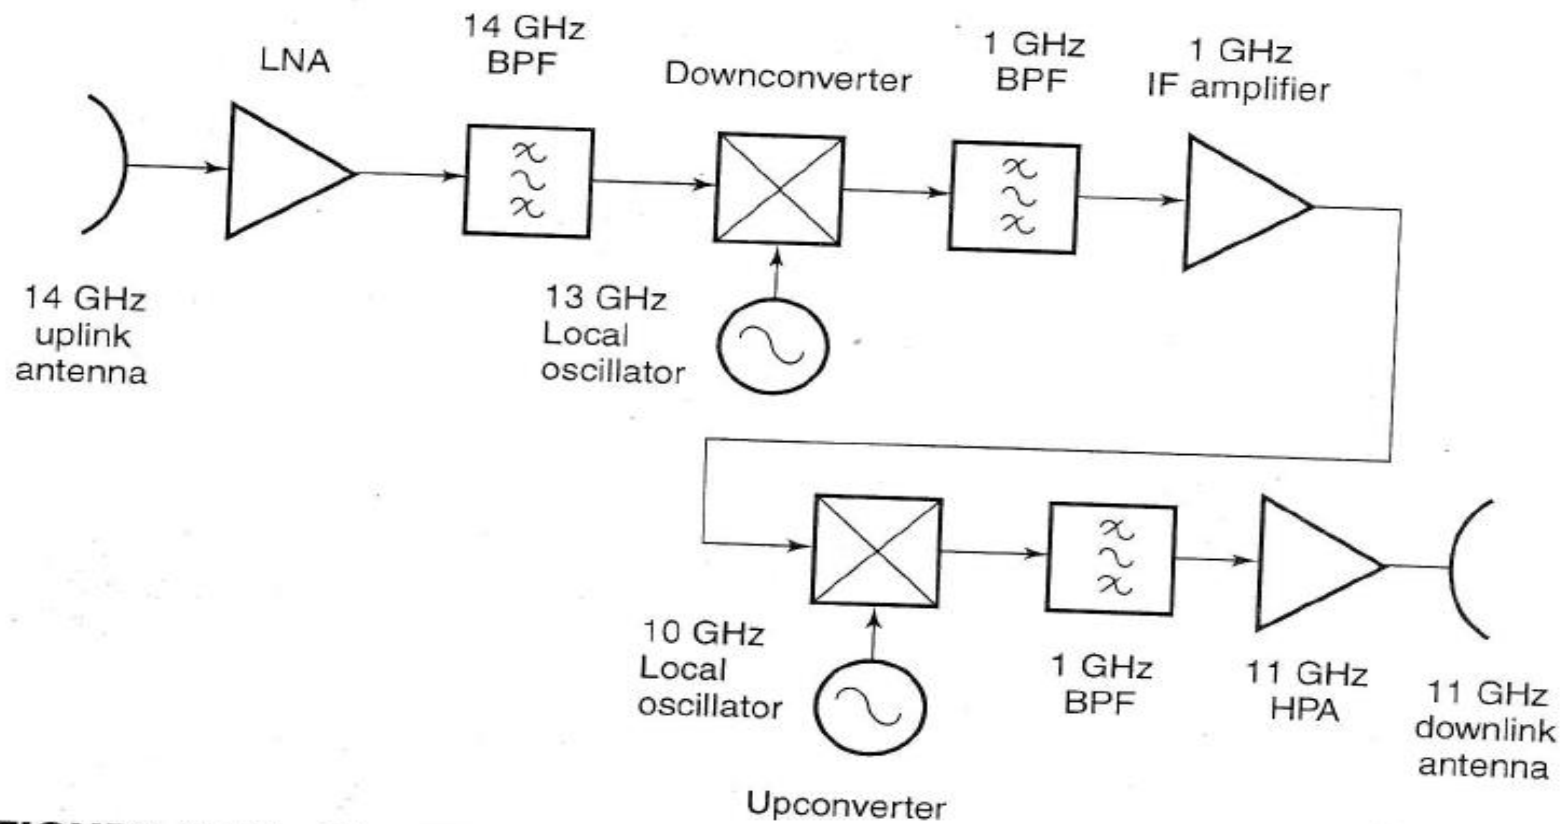 LNA
14 GHz
BPF
Downconverter
1 GHz
BPF
1 GHz
IF amplifier
14 GHz
uplink
antenna
13 GHz
Local
oscillator
10 GHz
Local
oscillator
Upconverter
1 GHz
BPF
11 GHz
HPA
11 GHz
downlink
antenna